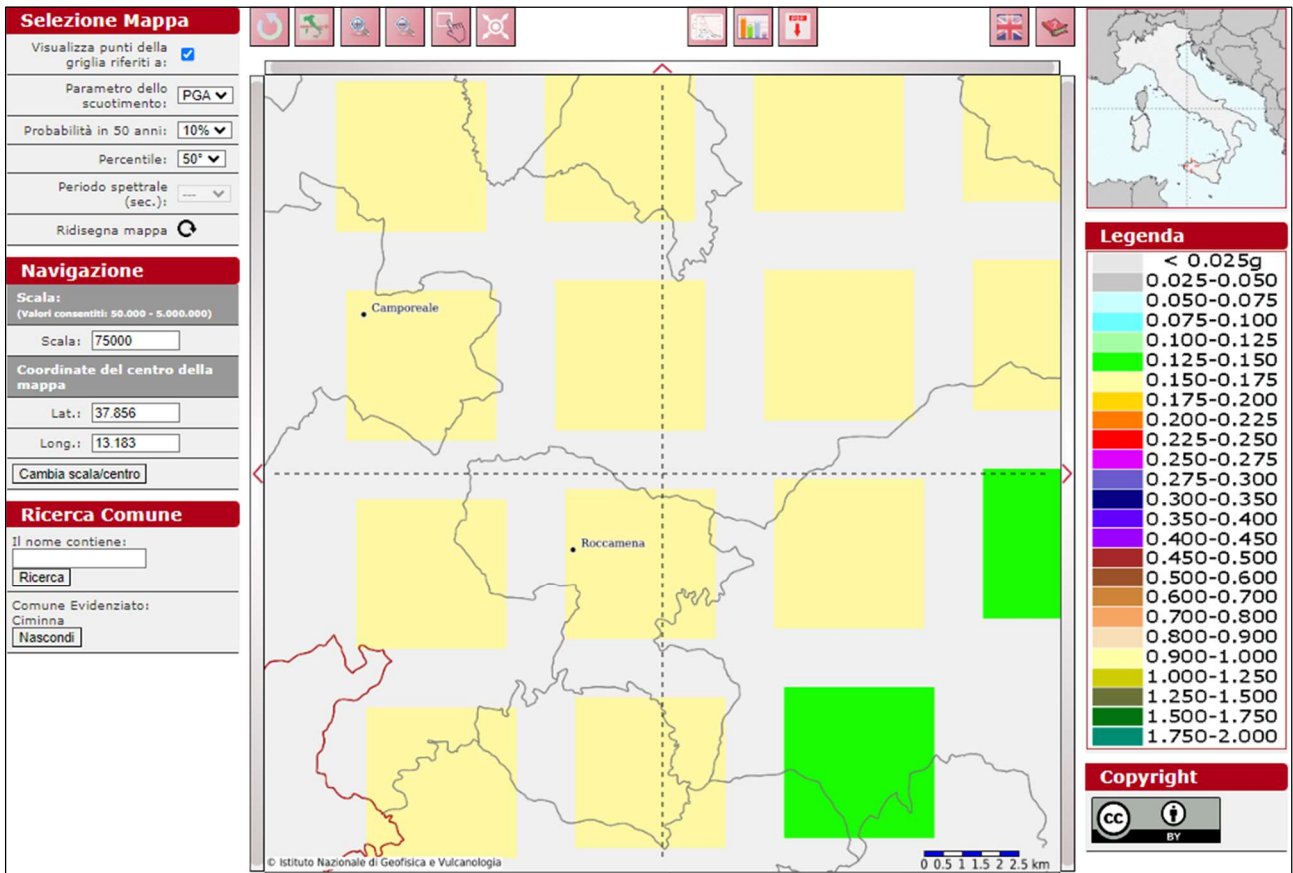 Selezione Mappa
Visualizza punti della
griglia riferiti a:
Parametro dello
scuotimento:
PGA
Probabilità in 50 anni:
10%
Percentile:
50°
Periodo spettrale
(sec.):
---
Ridisegna mappa
Navigazione
Scala:
(Valori consentiti: 50.000 - 5.000.000)
Scala: 75000
Coordinate del centro della
mappa
Lat.: 37.856
Long.: 13.183
Cambia scala/centro
Ricerca Comune
Il nome contiene:
Ricerca
Comune Evidenziato:
Ciminna
Nascondi
PDF
Camporeale
Roccamena
© Istituto Nazionale di Geofisica e Vulcanologia
0 0.5 1 1.5 2 2.5 km
Legenda
< 0.025g
0.025-0.050
0.050-0.075
0.075-0.100
0.100-0.125
0.125-0.150
0.150-0.175
0.175-0.200
0.200-0.225
0.225-0.250
0.250-0.275
0.275-0.300
0.300-0.350
0.350-0.400
0.400-0.450
0.450-0.500
0.500-0.600
0.600-0.700
0.700-0.800
0.800-0.900
0.900-1.000
1.000-1.250
1.250-1.500
1.500-1.750
1.750-2.000
Copyright
cc
BY